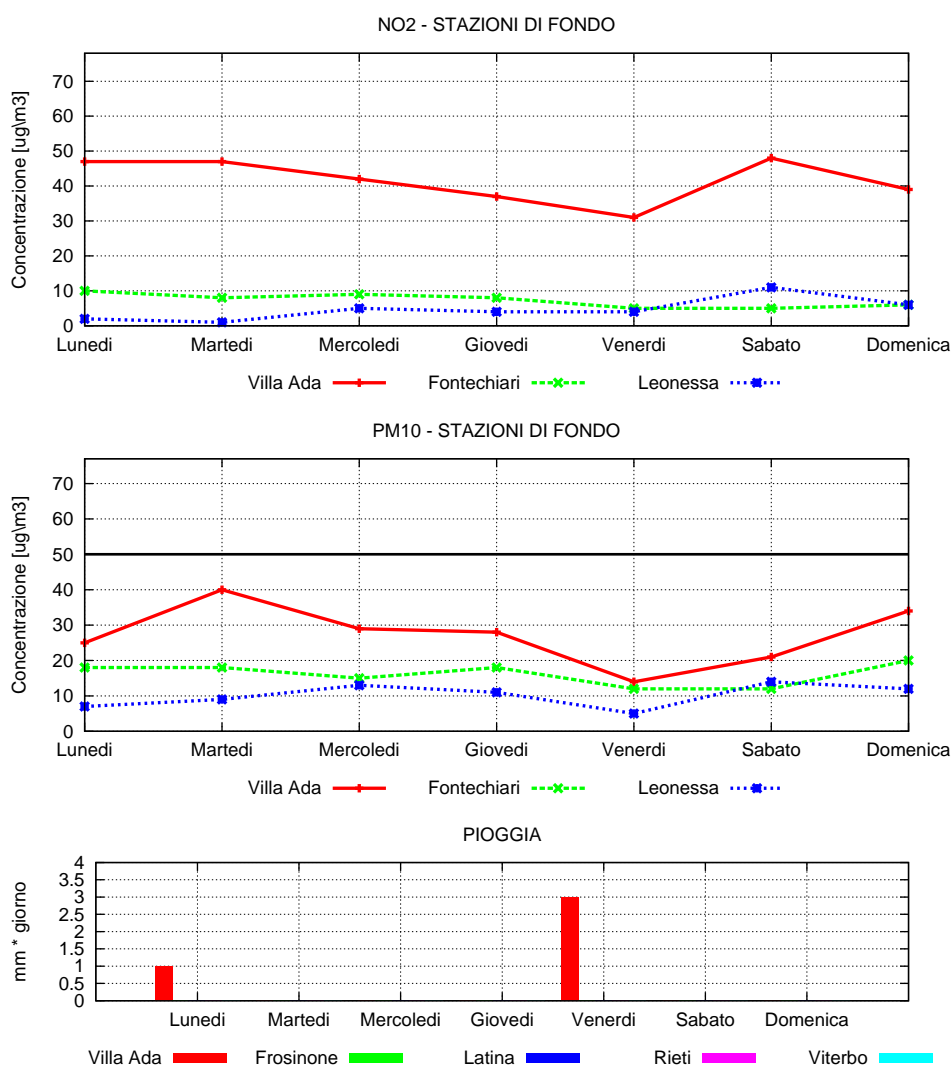 NO2 - STAZIONI DI FONDO
Concentrazione [ug\m3]
70
60
50
40
30
20
10
0
Lunedi Martedi Mercoledi Giovedi Venerdi Sabato Domenica
Villa Ada Fontechiari Leonessa
PM10 - STAZIONI DI FONDO
Concentrazione [ug\m3]
70
60
50
40
30
20
10
0
Lunedi Martedi Mercoledi Giovedi Venerdi Sabato Domenica
Villa Ada Fontechiari Leonessa
PIOGGIA
mm * giorno
4
3.5
3
2.5
2
1.5
1
0.5
0
Lunedi Martedi Mercoledi Giovedi Venerdi Sabato Domenica
Villa Ada Frosinone Latina Rieti Viterbo